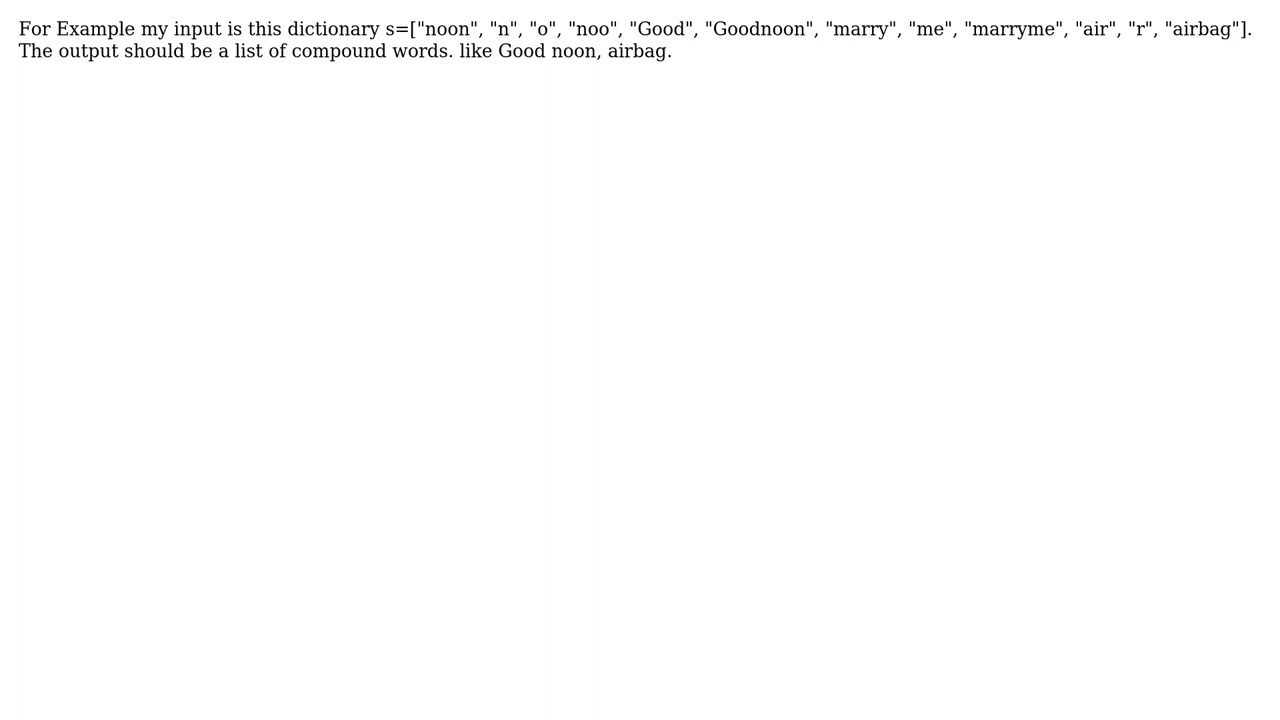 For Example my input is this dictionary s=["noon", "n", "o", "noo", "Good", "Goodnoon", "marry", "me", "marryme", "air", "r", "airbag"].
The output should be a list of compound words. like Good noon, airbag.